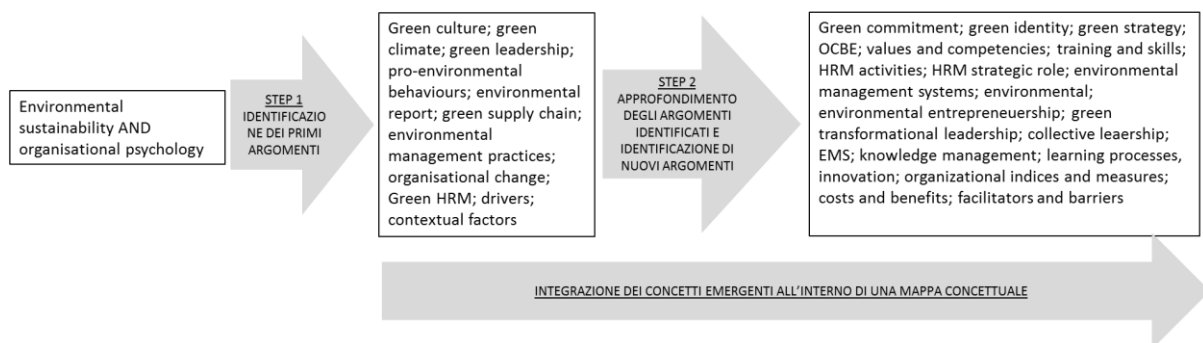 Environmental
sustainability AND
organisational psychology
STEP 1
IDENTIFICAZIO
NE DEI PRIMI
ARGOMENTI
Green culture; green
climate; green leadership;
pro-environmental
behaviours; environmental
report; green supply chain;
environmental
management practices;
organisational change;
Green HRM; drivers;
contextual factors
STEP 2
APPROFONDIMENTO
DEGLI ARGOMENTI
IDENTIFICATI E
IDENTIFICAZIONE DI
NUOVI ARGOMENTI
Green commitment; green identity; green strategy;
OCBE; values and competencies; training and skills;
HRM activities; HRM strategic role; environmental
management systems; environmental;
environmental entrepreneuership; green
transformational leadership; collective leaership;
EMS; knowledge management; learning processes,
innovation; organizational indices and measures;
costs and benefits; facilitators and barriers
INTEGRAZIONE DEI CONCETTI EMERGENTI ALL'INTERNO DI UNA MAPPA CONCETTUALE